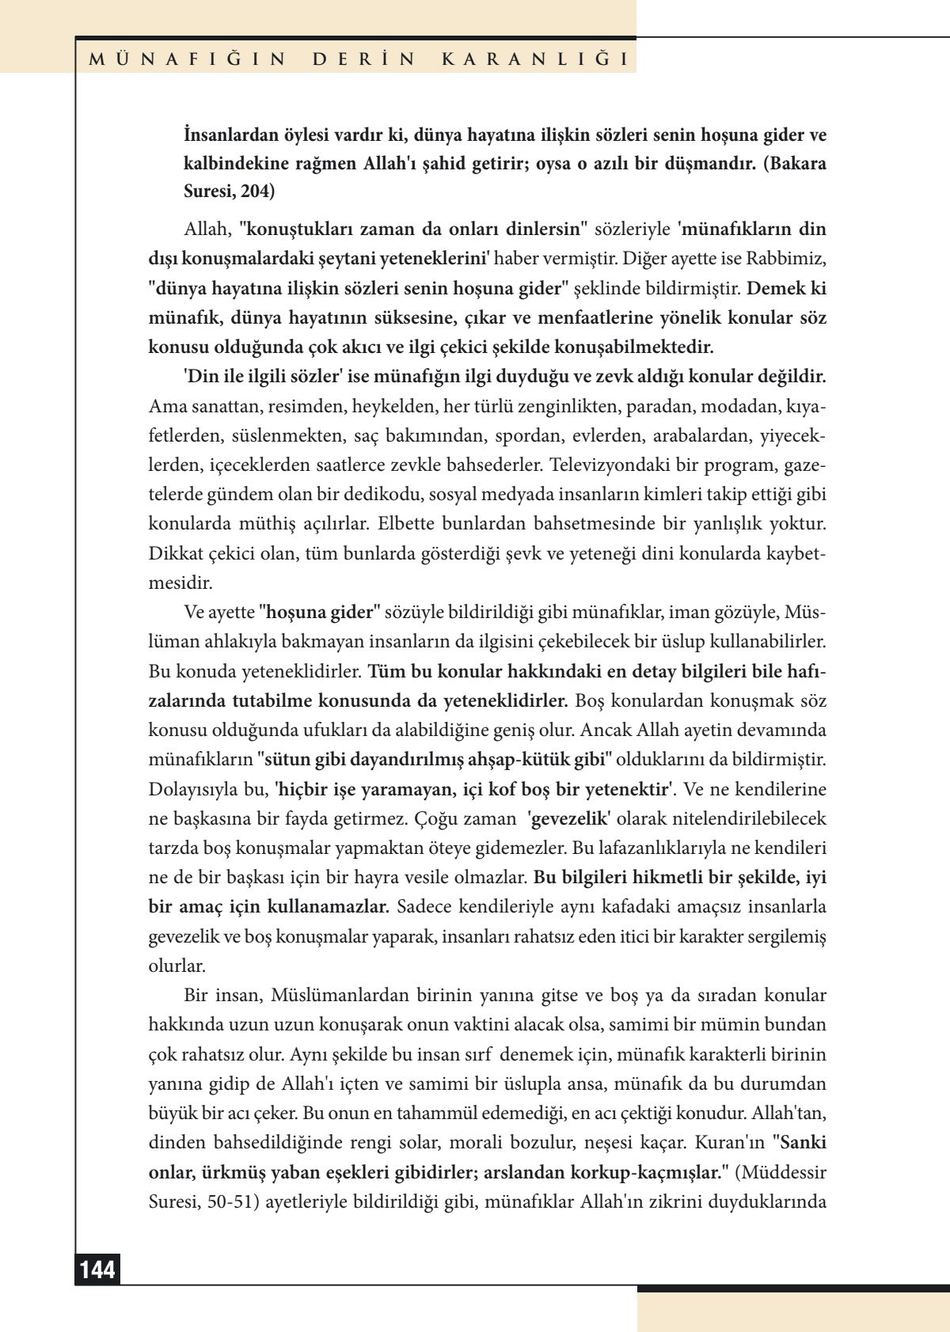 MÜNAFIĞIN DERİN KARANLIĞI
İnsanlardan öylesi vardır ki, dünya hayatına ilişkin sözleri senin hoşuna gider ve
kalbindekine rağmen Allah'ı şahid getirir; oysa o azılı bir düşmandır. (Bakara
Suresi, 204)
Allah, "konuştukları zaman da onları dinlersin" sözleriyle 'münafıkların din
dışı konuşmalardaki şeytani yeteneklerini' haber vermiştir. Diğer ayette ise Rabbimiz,
"dünya hayatına ilişkin sözleri senin hoşuna gider" şeklinde bildirmiştir. Demek ki
münafık, dünya hayatının süksesine, çıkar ve menfaatlerine yönelik konular söz
konusu olduğunda çok akıcı ve ilgi çekici şekilde konuşabilmektedir.
'Din ile ilgili sözler' ise münafığın ilgi duyduğu ve zevk aldığı konular değildir.
Ama sanattan, resimden, heykelden, her türlü zenginlikten, paradan, modadan, kıya-
fetlerden, süslenmekten, saç bakımından, spordan, evlerden, arabalardan, yiyecek-
lerden, içeceklerden saatlerce zevkle bahsederler. Televizyondaki bir program, gaze-
telerde gündem olan bir dedikodu, sosyal medyada insanların kimleri takip ettiği gibi
konularda müthiş açılırlar. Elbette bunlardan bahsetmesinde bir yanlışlık yoktur.
Dikkat çekici olan, tüm bunlarda gösterdiği şevk ve yeteneği dini konularda kaybet-
mesidir.
Ve ayette "hoşuna gider" sözüyle bildirildiği gibi münafıklar, iman gözüyle, Müs-
lüman ahlakıyla bakmayan insanların da ilgisini çekebilecek bir üslup kullanabilirler.
Bu konuda yeteneklidirler. Tüm bu konular hakkındaki en detay bilgileri bile hafı-
zalarında tutabilme konusunda da yeteneklidirler. Boş konulardan konuşmak söz
konusu olduğunda ufukları da alabildiğine geniş olur. Ancak Allah ayetin devamında
münafıkların "sütun gibi dayandırılmış ahşap-kütük gibi" olduklarını da bildirmiştir.
Dolayısıyla bu, 'hiçbir işe yaramayan, içi kof boş bir yetenektir'. Ve ne kendilerine
ne başkasına bir fayda getirmez. Çoğu zaman 'gevezelik' olarak nitelendirilebilecek
tarzda boş konuşmalar yapmaktan öteye gidemezler. Bu lafazanlıklarıyla ne kendileri
ne de bir başkası için bir hayra vesile olmazlar. Bu bilgileri hikmetli bir şekilde, iyi
bir amaç için kullanamazlar. Sadece kendileriyle aynı kafadaki amaçsız insanlarla
gevezelik ve boş konuşmalar yaparak, insanları rahatsız eden itici bir karakter sergilemiş
olurlar.
Bir insan, Müslümanlardan birinin yanına gitse ve boş ya da sıradan konular
hakkında uzun uzun konuşarak onun vaktini alacak olsa, samimi bir mümin bundan
çok rahatsız olur. Aynı şekilde bu insan sırf denemek için, münafık karakterli birinin
yanına gidip de Allah'ı içten ve samimi bir üslupla ansa, münafık da bu durumdan
büyük bir acı çeker. Bu onun en tahammül edemediği, en acı çektiği konudur. Allah'tan,
dinden bahsedildiğinde rengi solar, morali bozulur, neşesi kaçar. Kuran'ın "Sanki
onlar, ürkmüş yaban eşekleri gibidirler; arslandan korkup-kaçmışlar." (Müddessir
Suresi, 50-51) ayetleriyle bildirildiği gibi, münafıklar Allah'ın zikrini duyduklarında
144